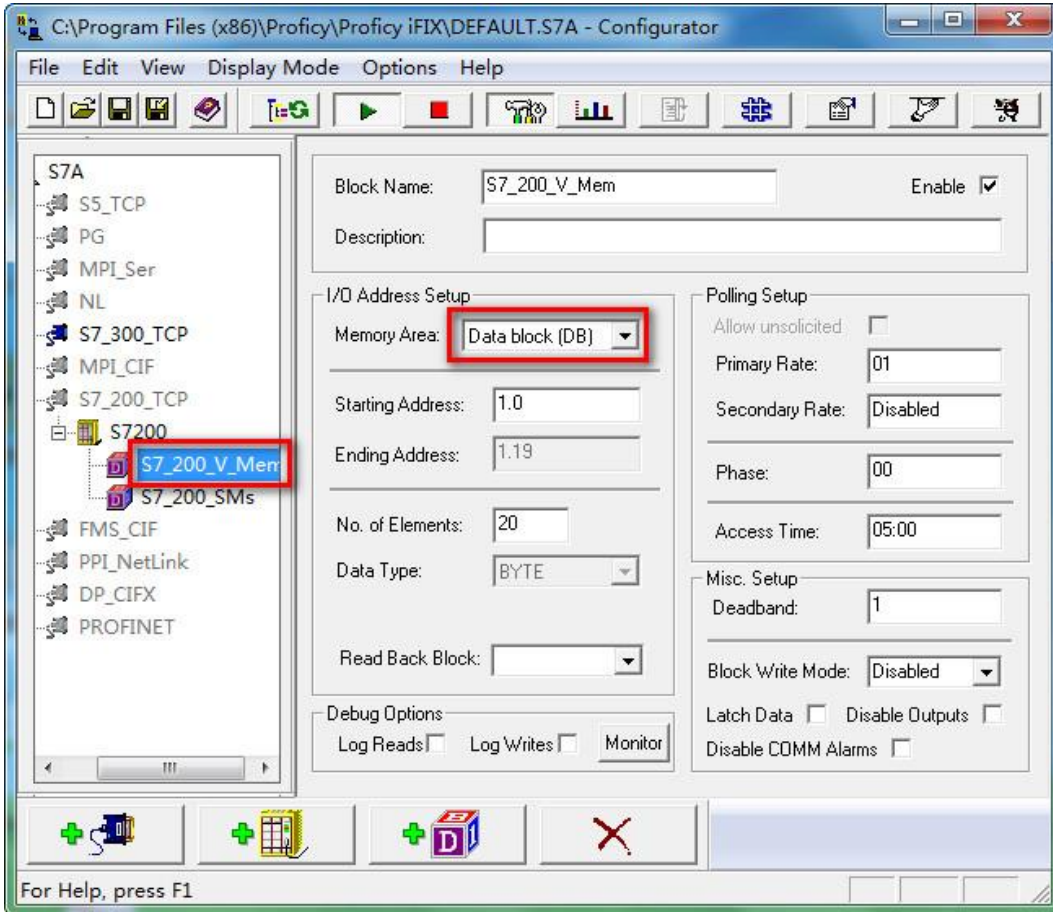 C:\Program Files (x86)\Proficy\Proficy iFIX\DEFAULT.S7A - Configurator
File Edit View Display Mode Options Help
S7A
S5_TCP
PG
MPI_Ser
NL
S7_300_TCP
MPI_CIF
S7_200_TCP
S7200
S7_200_V_Mem
S7_200_SMs
FMS_CIF
PPI_NetLink
DP_CIFX
PROFINET
Block Name: S7_200_V_Mem Enable
Description:
I/O Address Setup
Memory Area: Data block (DB)
Starting Address: 1.0
Ending Address: 1.19
No. of Elements: 20
Data Type: BYTE
Read Back Block:
Debug Options
Log Reads Log Writes Monitor
Polling Setup
Allow unsolicited
Primary Rate: 01
Secondary Rate: Disabled
Phase: 00
Access Time: 05:00
Misc. Setup
Deadband: 1
Block Write Mode: Disabled
Latch Data Disable Outputs
Disable COMM Alarms
For Help, press F1